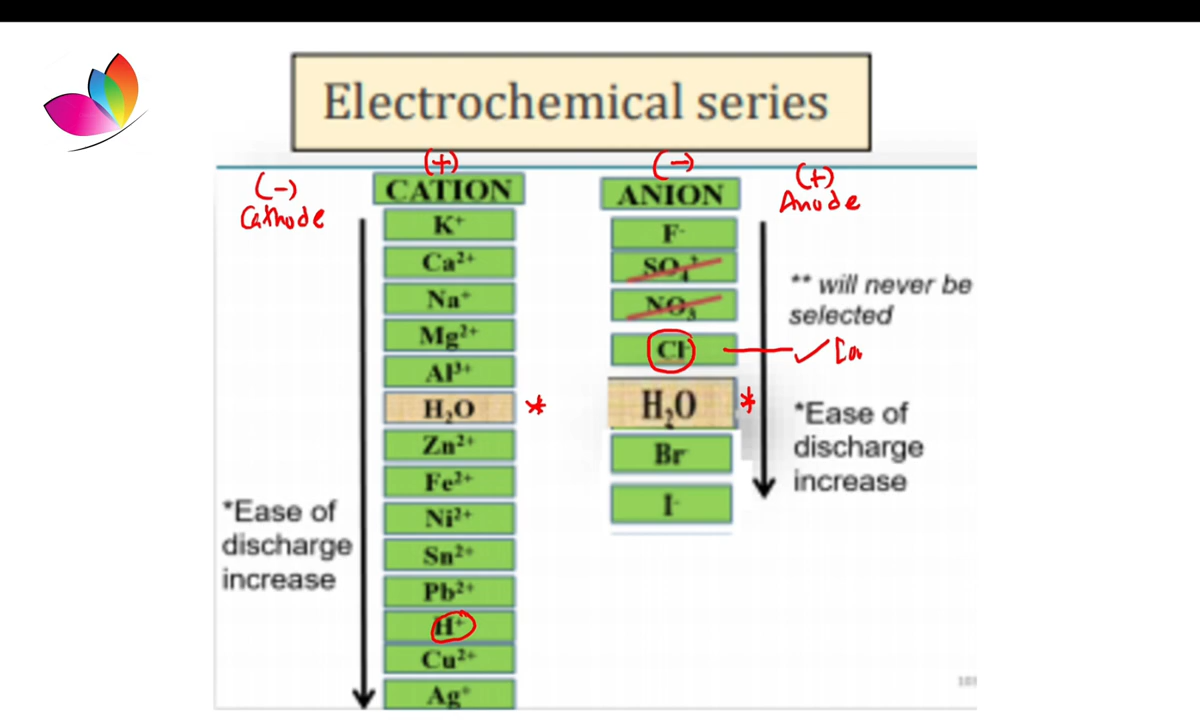 Electrochemical series
(+)
(-)
(-)
Cathode
CATION
ANION
(+)
Anode
K⁺
Ca²⁺
Na⁺
Mg²⁺
Al³⁺
H₂O *
Zn²⁺
Fe²⁺
Ni²⁺
Sn²⁺
Pb²⁺
H⁺
Cu²⁺
Ag⁺
*Ease of
discharge
increase
F⁻
NO₃
Cl⁻
H₂O *
Br⁻
I⁻
** will never be
selected
*Ease of
discharge
increase